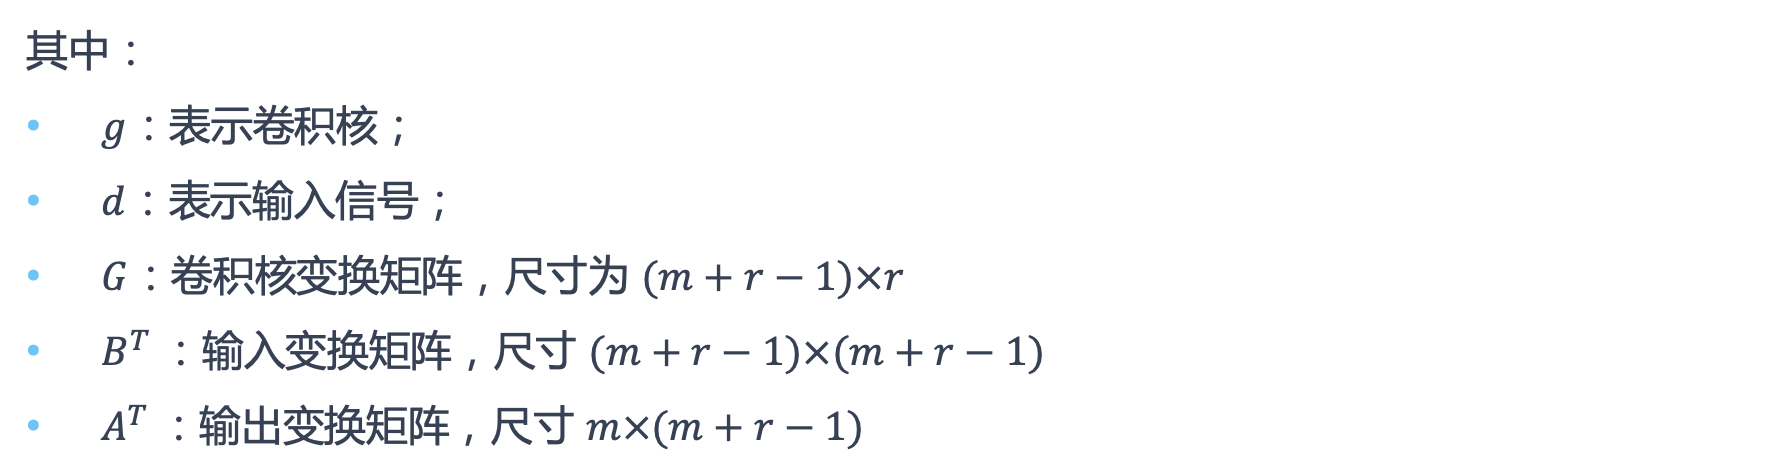 其中：
• g：表示卷积核；
• d：表示输入信号；
• G：卷积核变换矩阵，尺寸为 (m + r − 1)×r
• Bᵀ：输入变换矩阵，尺寸 (m + r − 1)×(m + r − 1)
• Aᵀ：输出变换矩阵，尺寸 m×(m + r − 1)